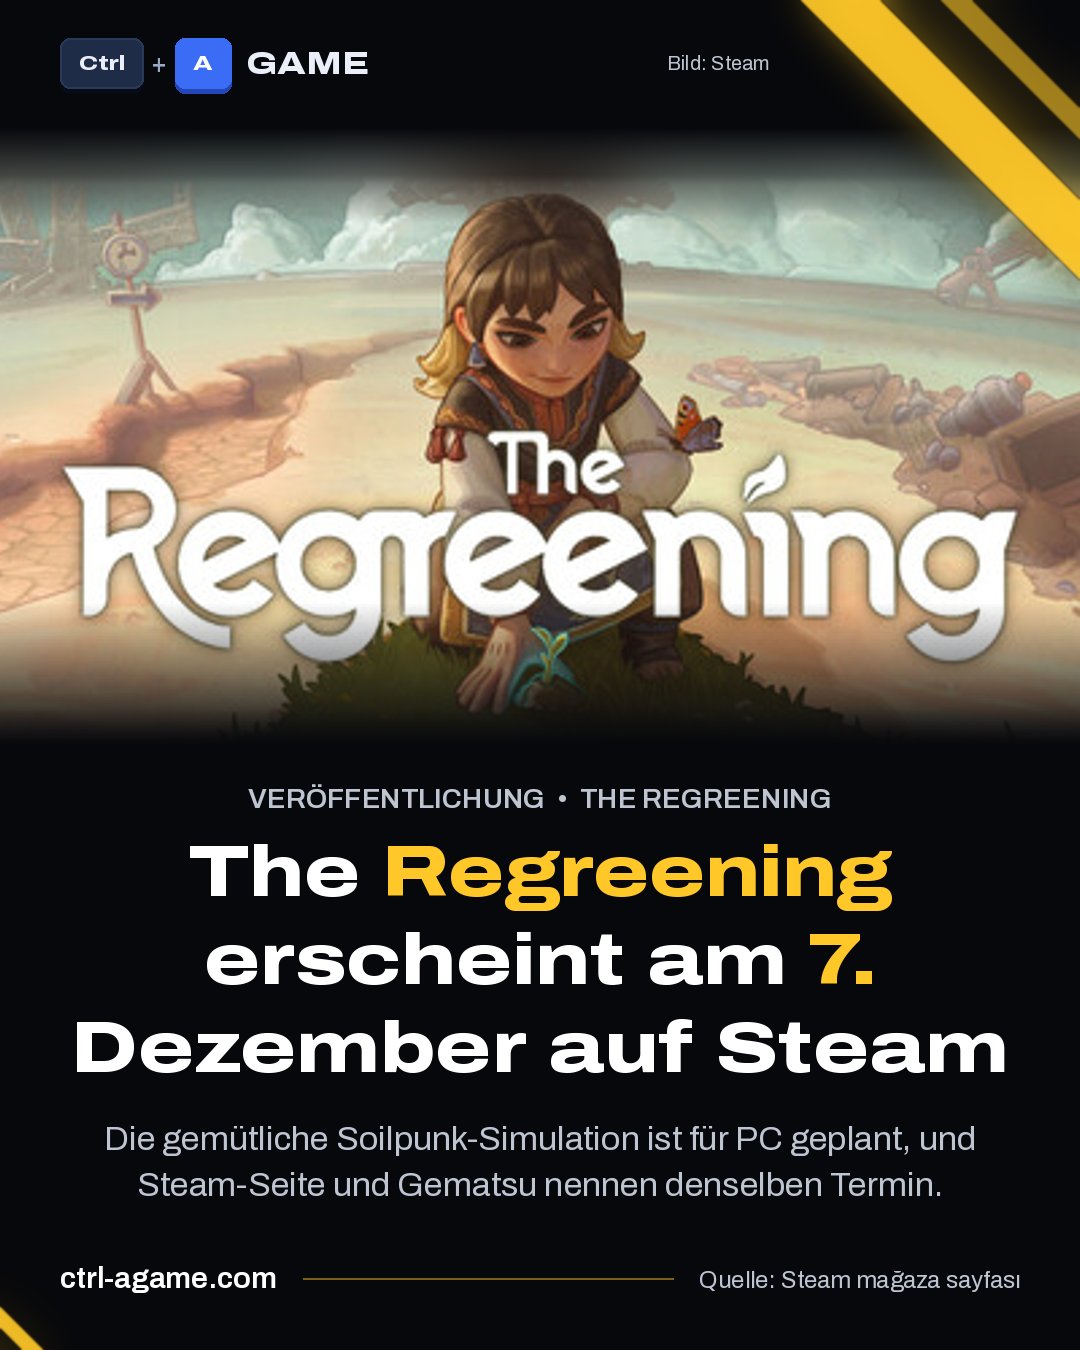 Ctrl + A GAME
Bild: Steam
The
Regreening
VERÖFFENTLICHUNG • THE REGREENING
The Regreening
erscheint am 7.
Dezember auf Steam
Die gemütliche Soilpunk-Simulation ist für PC geplant, und
Steam-Seite und Gematsu nennen denselben Termin.
ctrl-agame.com
Quelle: Steam mağaza sayfası